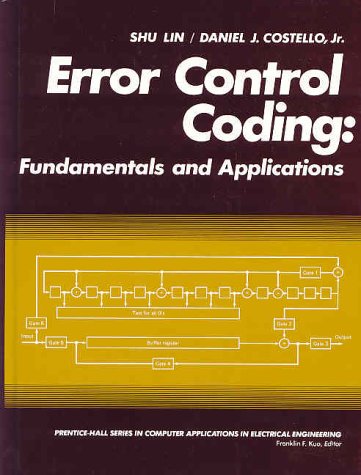 SHU LIN / DANIEL J. COSTELLO, Jr.
Error Control
Coding:
Fundamentals and Applications
Gate 1
Test for all 0's
Gate 6
Gate 2
Input
Gate 5
Buffer register
Gate 3
Output
Gate 4
PRENTICE-HALL SERIES IN COMPUTER APPLICATIONS IN ELECTRICAL ENGINEERING
Franklin F. Kuo, Editor